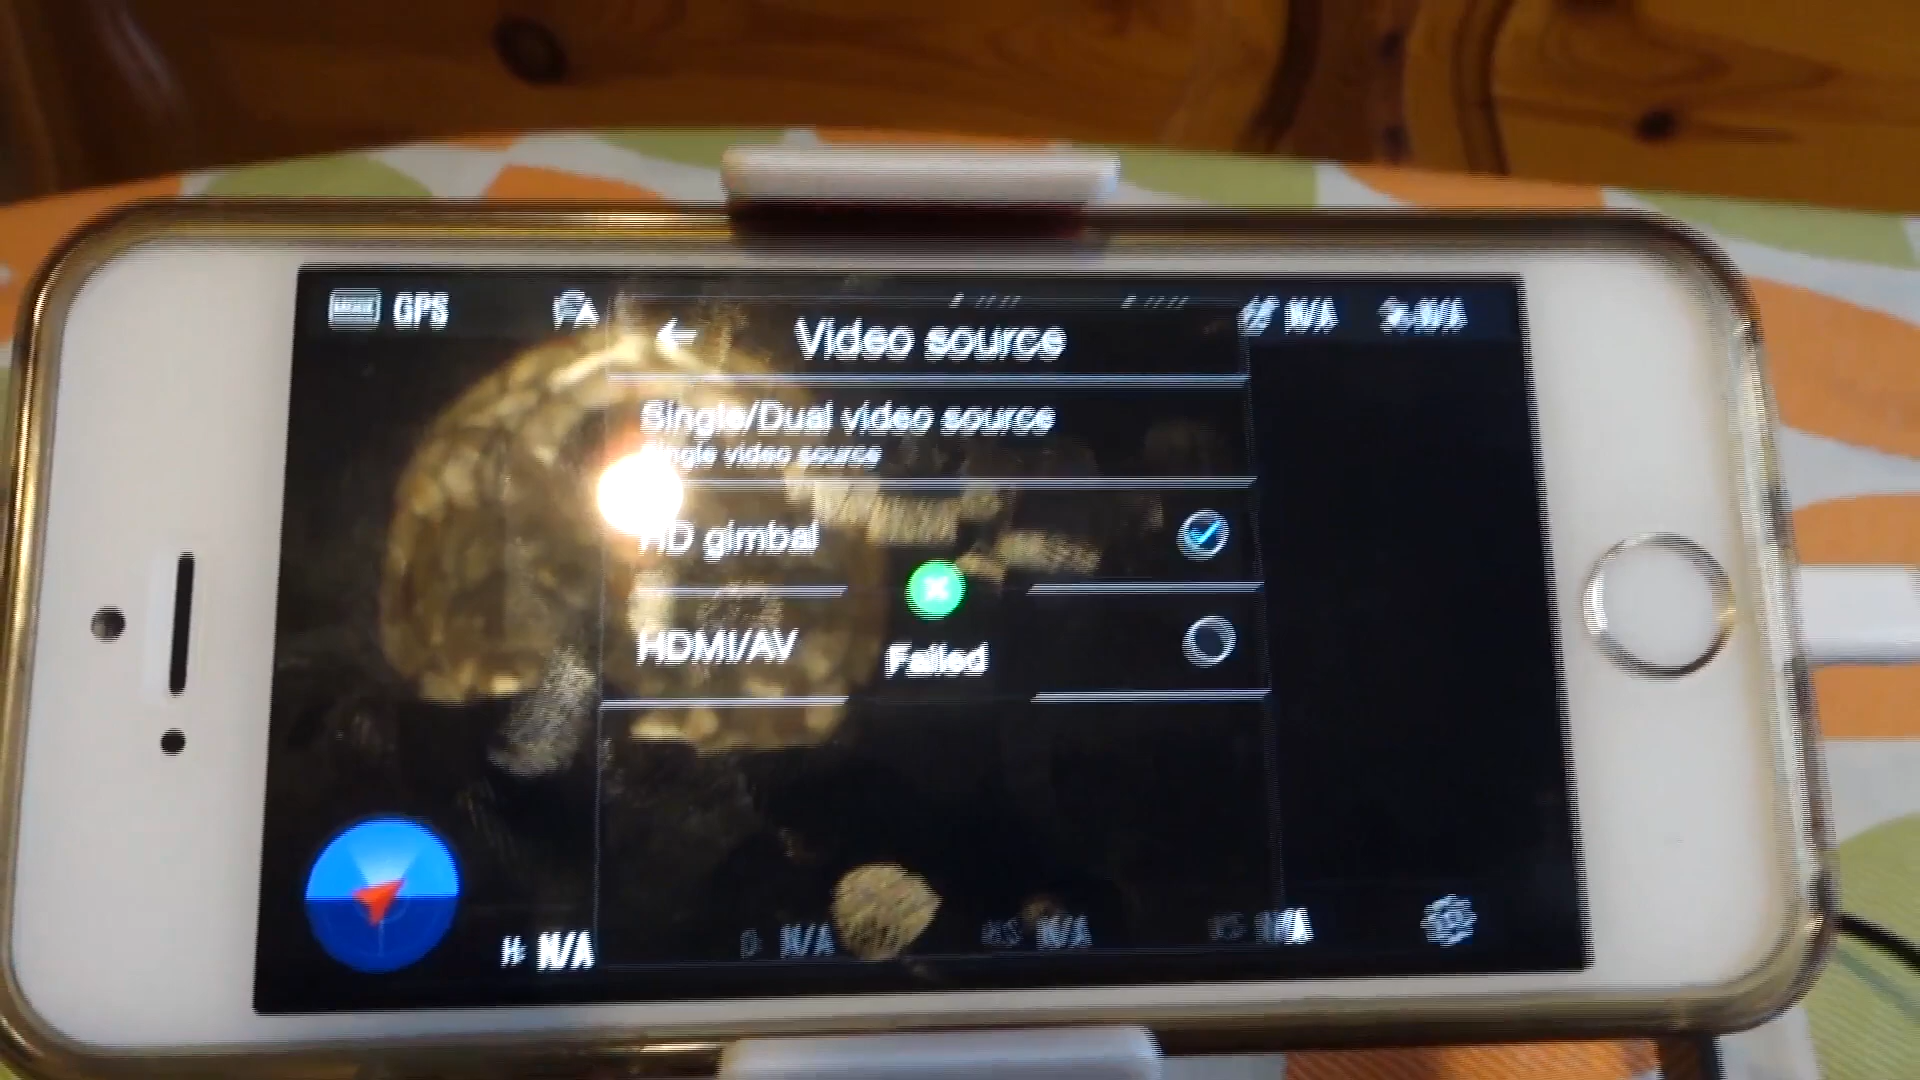 GPS
N/A
N/A
Video source
Single/Dual video source
Single video source
HD gimbal
HDMI/AV
Failed
H: N/A
D: N/A
N/A
N/A